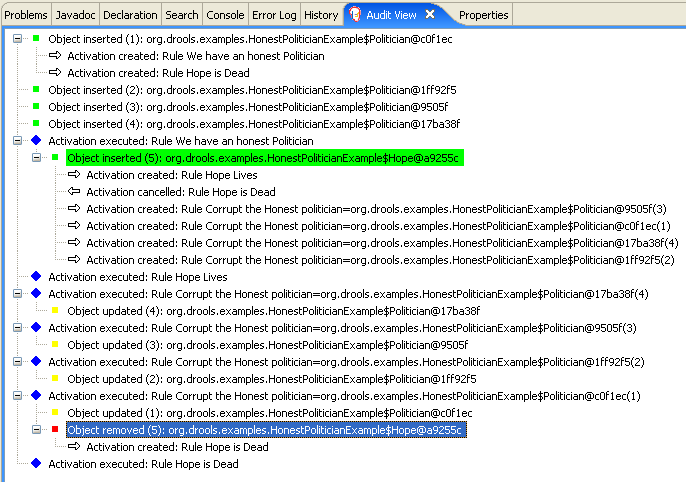 Problems Javadoc Declaration Search Console Error Log History Audit View Properties
Object inserted (1): org.drools.examples.HonestPoliticianExample$Politician@c0f1ec
Activation created: Rule We have an honest Politician
Activation created: Rule Hope is Dead
Object inserted (2): org.drools.examples.HonestPoliticianExample$Politician@1ff92f5
Object inserted (3): org.drools.examples.HonestPoliticianExample$Politician@9505f
Object inserted (4): org.drools.examples.HonestPoliticianExample$Politician@17ba38f
Activation executed: Rule We have an honest Politician
Object inserted (5): org.drools.examples.HonestPoliticianExample$Hope@a9255c
Activation created: Rule Hope Lives
Activation cancelled: Rule Hope is Dead
Activation created: Rule Corrupt the Honest politician=org.drools.examples.HonestPoliticianExample$Politician@9505f(3)
Activation created: Rule Corrupt the Honest politician=org.drools.examples.HonestPoliticianExample$Politician@c0f1ec(1)
Activation created: Rule Corrupt the Honest politician=org.drools.examples.HonestPoliticianExample$Politician@17ba38f(4)
Activation created: Rule Corrupt the Honest politician=org.drools.examples.HonestPoliticianExample$Politician@1ff92f5(2)
Activation executed: Rule Hope Lives
Activation executed: Rule Corrupt the Honest politician=org.drools.examples.HonestPoliticianExample$Politician@17ba38f(4)
Object updated (4): org.drools.examples.HonestPoliticianExample$Politician@17ba38f
Activation executed: Rule Corrupt the Honest politician=org.drools.examples.HonestPoliticianExample$Politician@9505f(3)
Object updated (3): org.drools.examples.HonestPoliticianExample$Politician@9505f
Activation executed: Rule Corrupt the Honest politician=org.drools.examples.HonestPoliticianExample$Politician@1ff92f5(2)
Object updated (2): org.drools.examples.HonestPoliticianExample$Politician@1ff92f5
Activation executed: Rule Corrupt the Honest politician=org.drools.examples.HonestPoliticianExample$Politician@c0f1ec(1)
Object updated (1): org.drools.examples.HonestPoliticianExample$Politician@c0f1ec
Object removed (5): org.drools.examples.HonestPoliticianExample$Hope@a9255c
Activation created: Rule Hope is Dead
Activation executed: Rule Hope is Dead